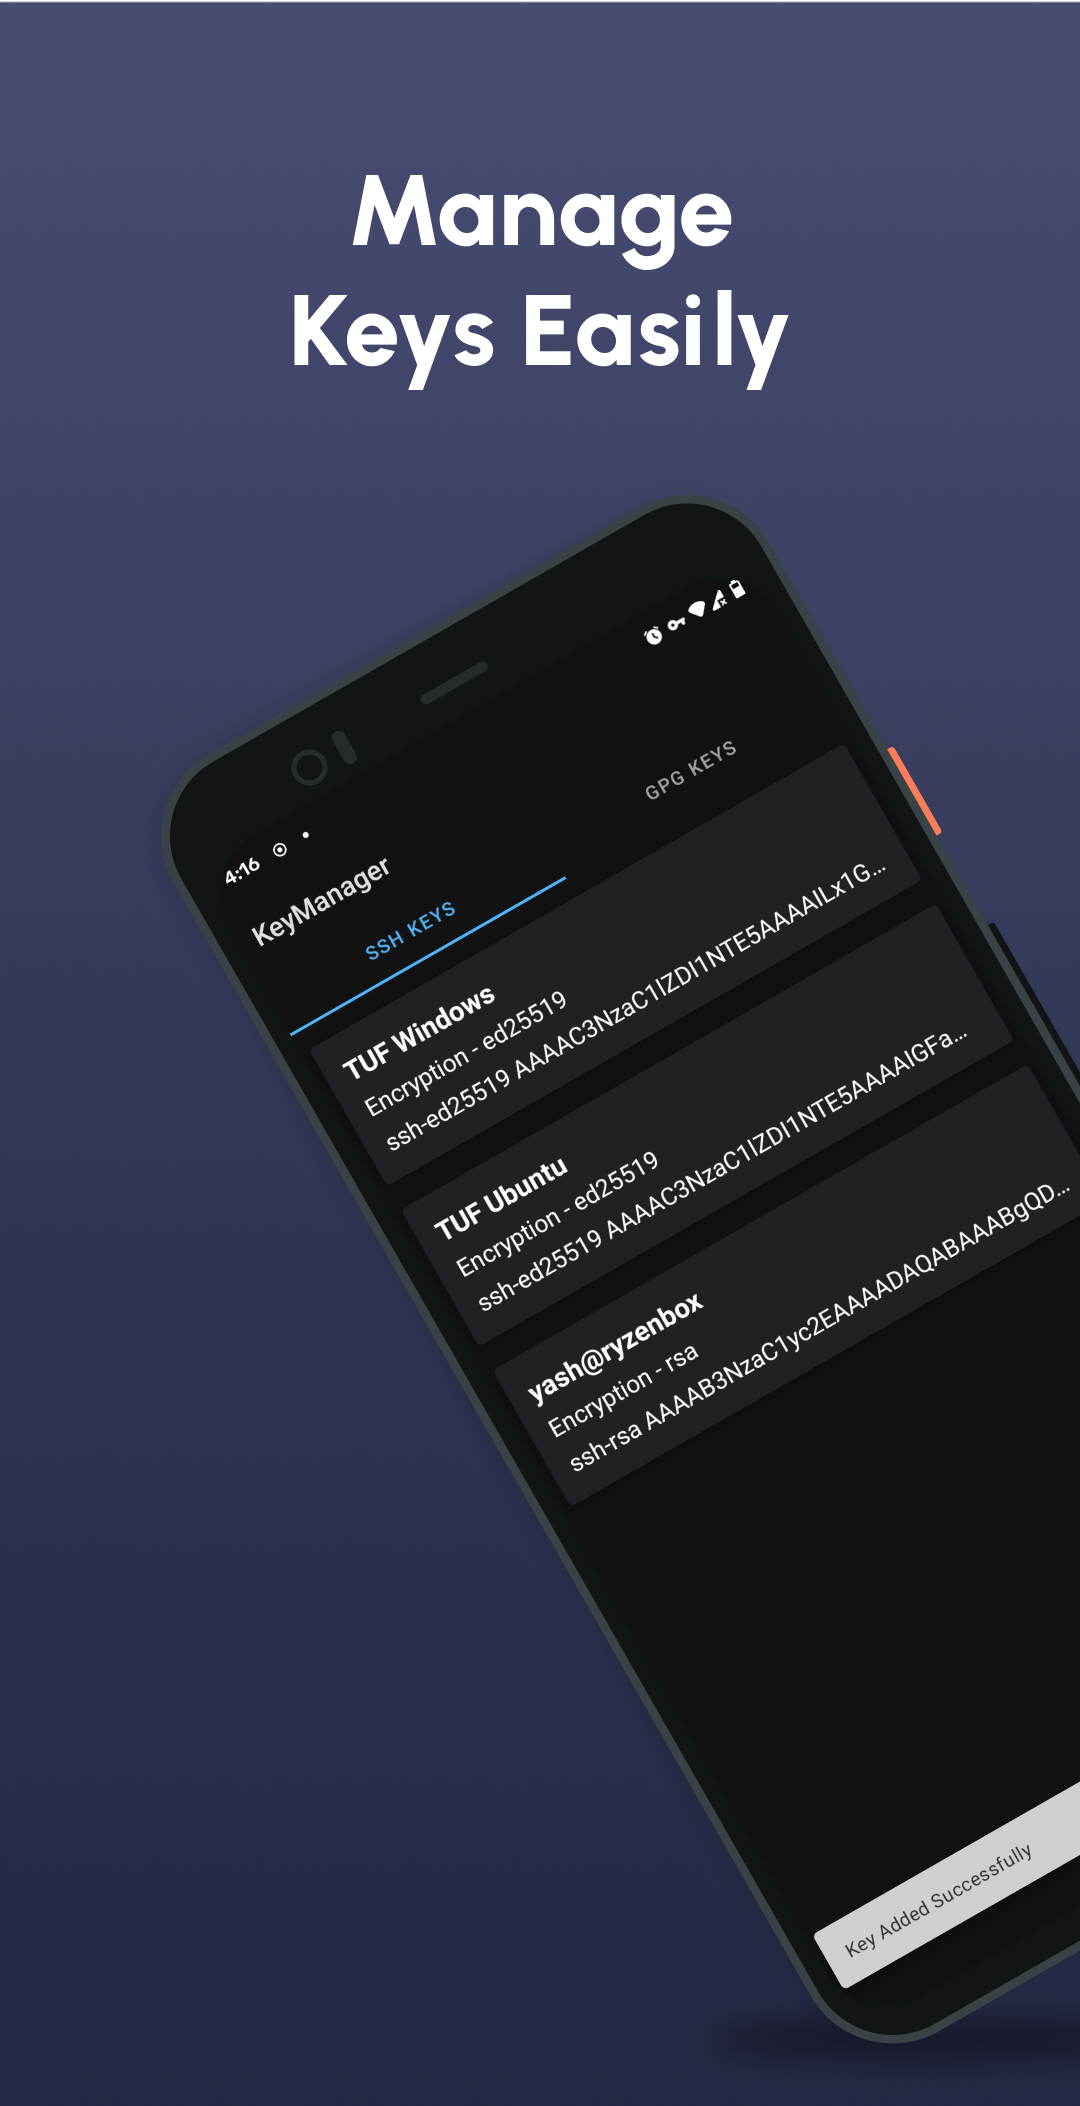 Manage
Keys Easily
4:16
KeyManager
SSH KEYS
GPG KEYS
TUF Windows
Encryption - ed25519
ssh-ed25519 AAAAC3NzaC1lZDI1NTE5AAAAILx1G...
TUF Ubuntu
Encryption - ed25519
ssh-ed25519 AAAAC3NzaC1lZDI1NTE5AAAAIGFa...
yash@ryzenbox
Encryption - rsa
ssh-rsa AAAAB3NzaC1yc2EAAAADAQABAAABgQD...
Key Added Successfully